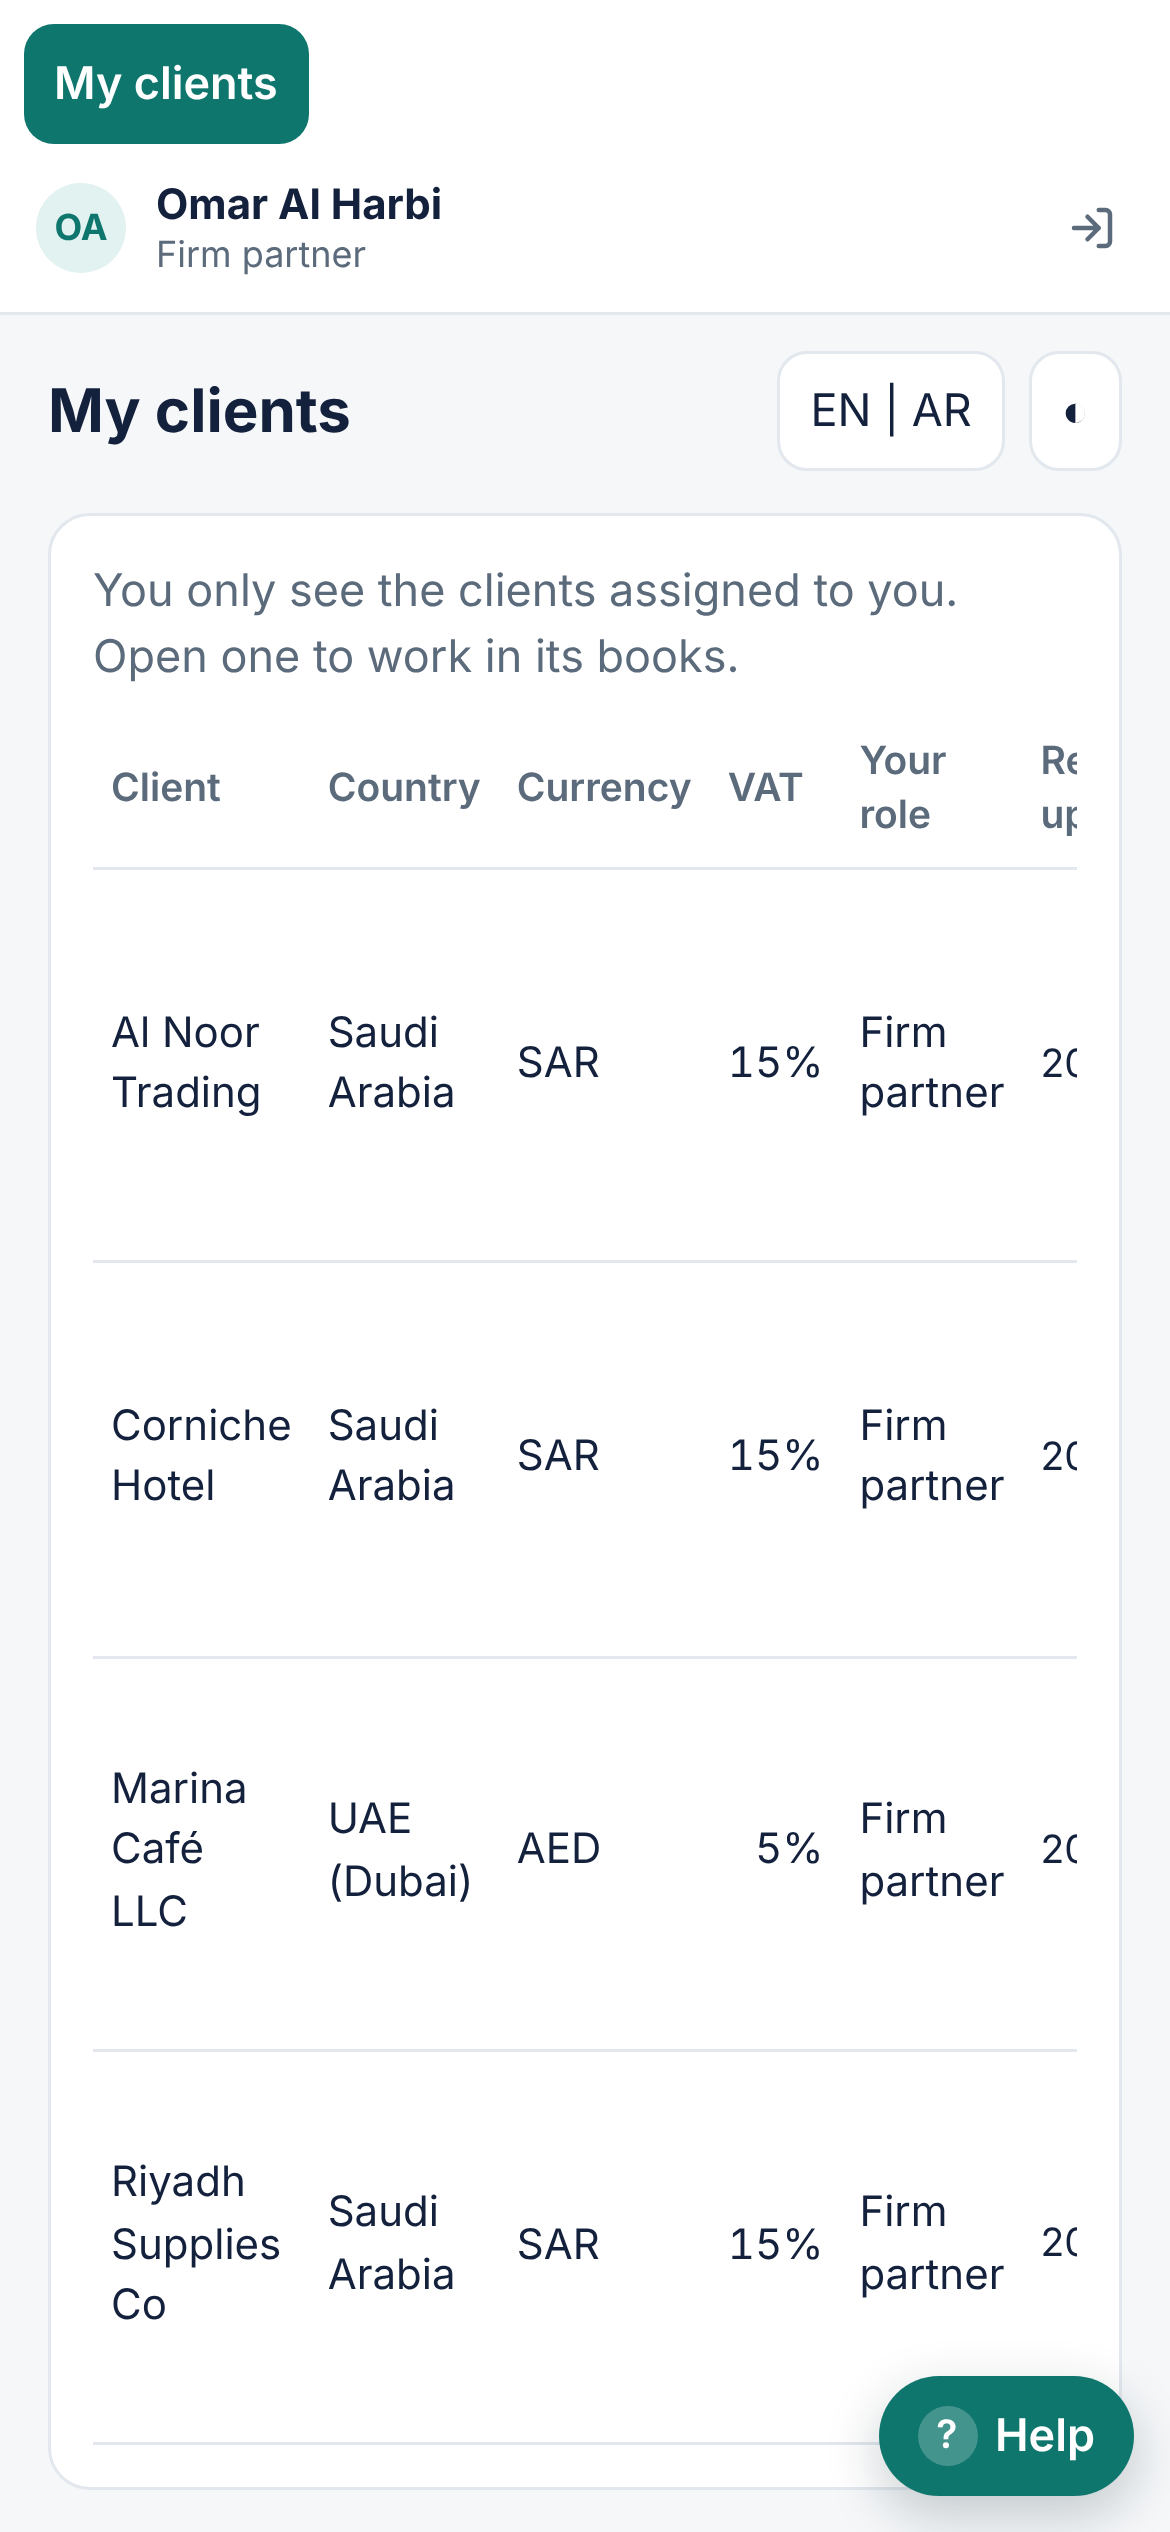 My clients
OA
Omar Al Harbi
Firm partner
My clients
EN | AR
You only see the clients assigned to you.
Open one to work in its books.
Client Country Currency VAT Your role
Al Noor Trading Saudi Arabia SAR 15% Firm partner
Corniche Hotel Saudi Arabia SAR 15% Firm partner
Marina Café LLC UAE (Dubai) AED 5% Firm partner
Riyadh Supplies Co Saudi Arabia SAR 15% Firm partner
? Help